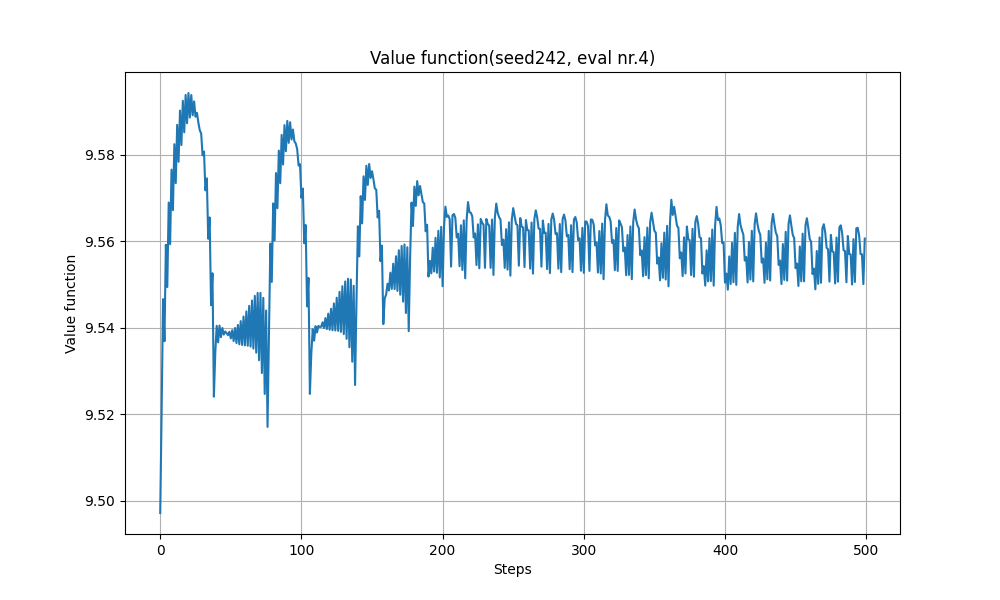 Value function(seed242, eval nr.4)
Value function
9.58
9.56
9.54
9.52
9.50
0 100 200 300 400 500
Steps